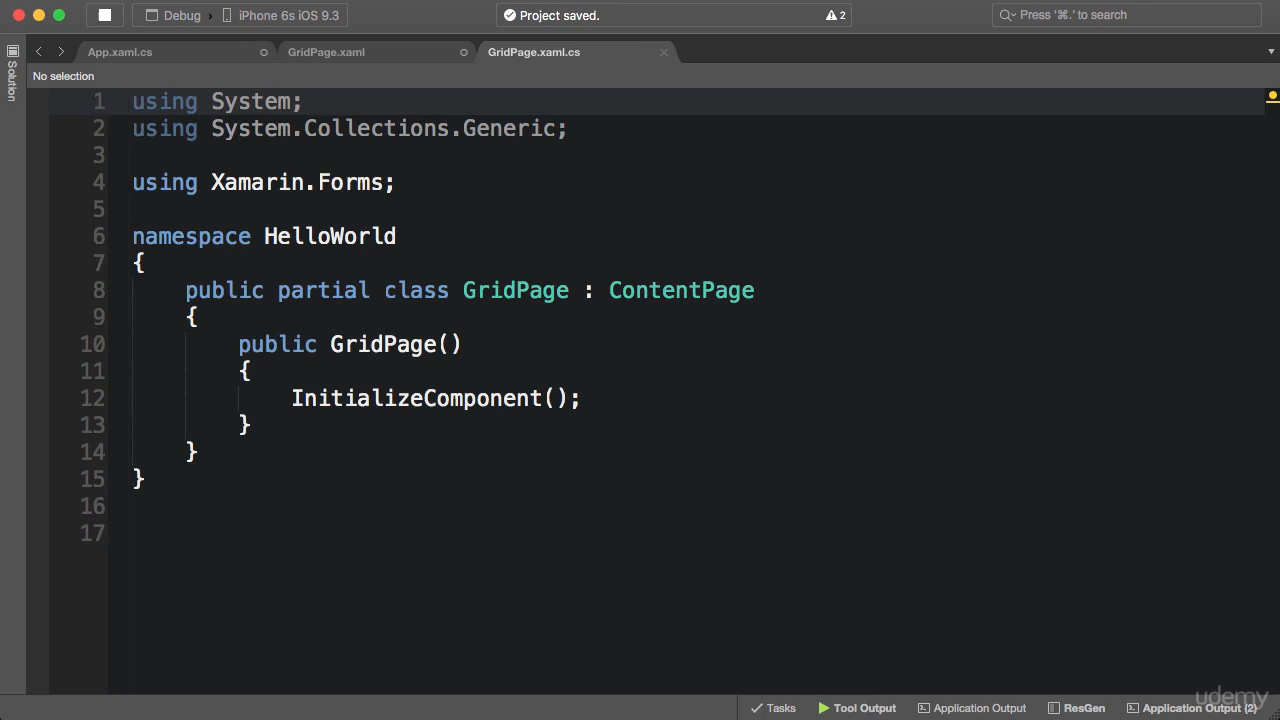 Debug › iPhone 6s iOS 9.3
Project saved.
2
Press '⌘.' to search
Solution
App.xaml.cs
GridPage.xaml
GridPage.xaml.cs
No selection
1 using System;
2 using System.Collections.Generic;
3
4 using Xamarin.Forms;
5
6 namespace HelloWorld
7 {
8 public partial class GridPage : ContentPage
9 {
10 public GridPage()
11 {
12 InitializeComponent();
13 }
14 }
15 }
16
17
Tasks
Tool Output
Application Output
ResGen
Application Output (2)
udemy